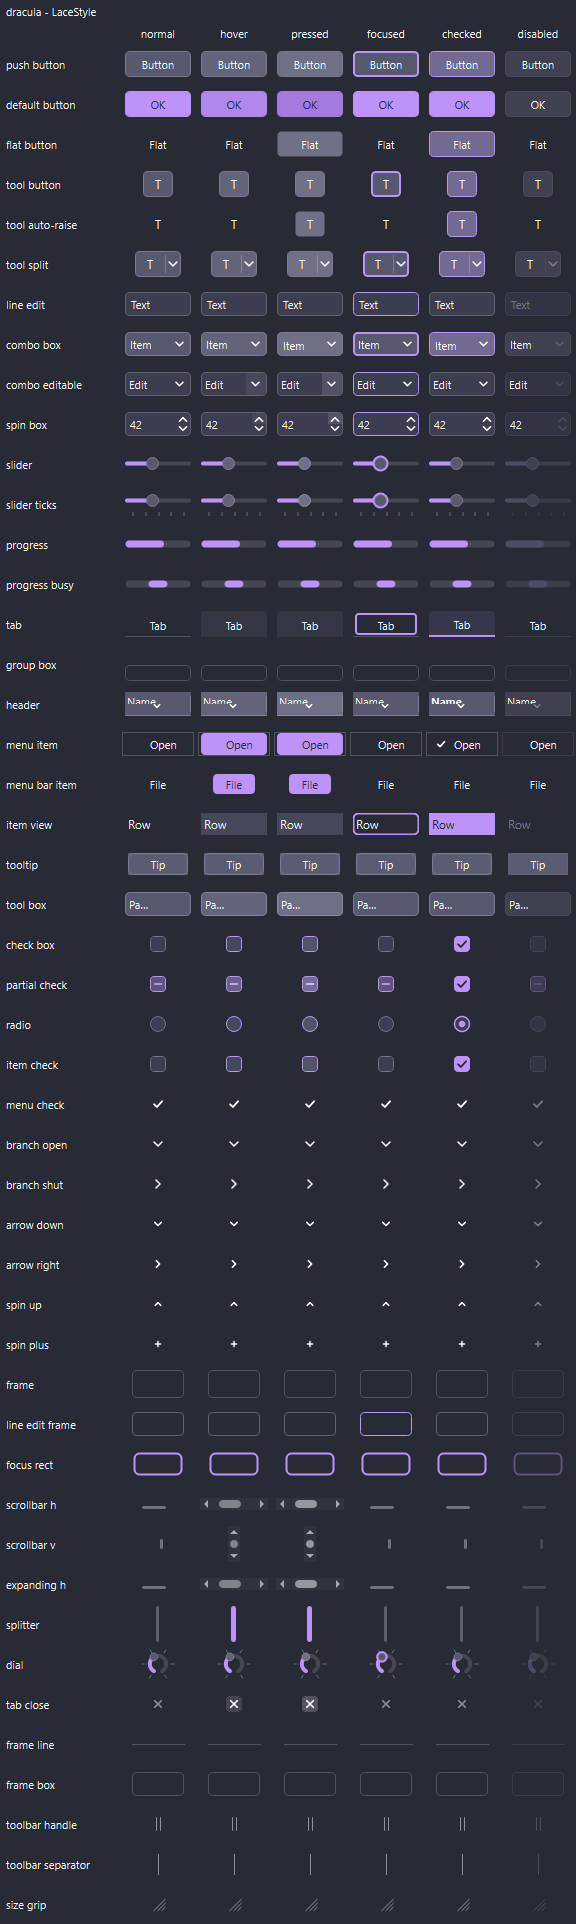 dracula - LaceStyle
normal hover pressed focused checked disabled
push button Button Button Button Button Button Button
default button OK OK OK OK OK OK
flat button Flat Flat Flat Flat Flat Flat
tool button T T T T T T
tool auto-raise T T T T T T
tool split T T T T T T
line edit Text Text Text Text Text Text
combo box Item Item Item Item Item Item
combo editable Edit Edit Edit Edit Edit Edit
spin box 42 42 42 42 42 42
slider
slider ticks
progress
progress busy
tab Tab Tab Tab Tab Tab Tab
group box
header Name Name Name Name Name Name
menu item Open Open Open Open Open Open
menu bar item File File File File File File
item view Row Row Row Row Row Row
tooltip Tip Tip Tip Tip Tip Tip
tool box Pa... Pa... Pa... Pa... Pa... Pa...
check box
partial check
radio
item check
menu check
branch open
branch shut
arrow down
arrow right
spin up
spin plus
frame
line edit frame
focus rect
scrollbar h
scrollbar v
expanding h
splitter
dial
tab close
frame line
frame box
toolbar handle
toolbar separator
size grip